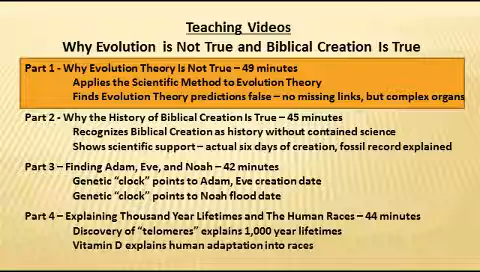 Teaching Videos
Why Evolution is Not True and Biblical Creation Is True
Part 1 - Why Evolution Theory Is Not True – 49 minutes
Applies the Scientific Method to Evolution Theory
Finds Evolution Theory predictions false – no missing links, but complex organs
Part 2 - Why the History of Biblical Creation Is True – 45 minutes
Recognizes Biblical Creation as history without contained science
Shows scientific support – actual six days of creation, fossil record explained
Part 3 – Finding Adam, Eve, and Noah – 42 minutes
Genetic “clock” points to Adam, Eve creation date
Genetic “clock” points to Noah flood date
Part 4 – Explaining Thousand Year Lifetimes and The Human Races – 44 minutes
Discovery of “telomeres” explains 1,000 year lifetimes
Vitamin D explains human adaptation into races